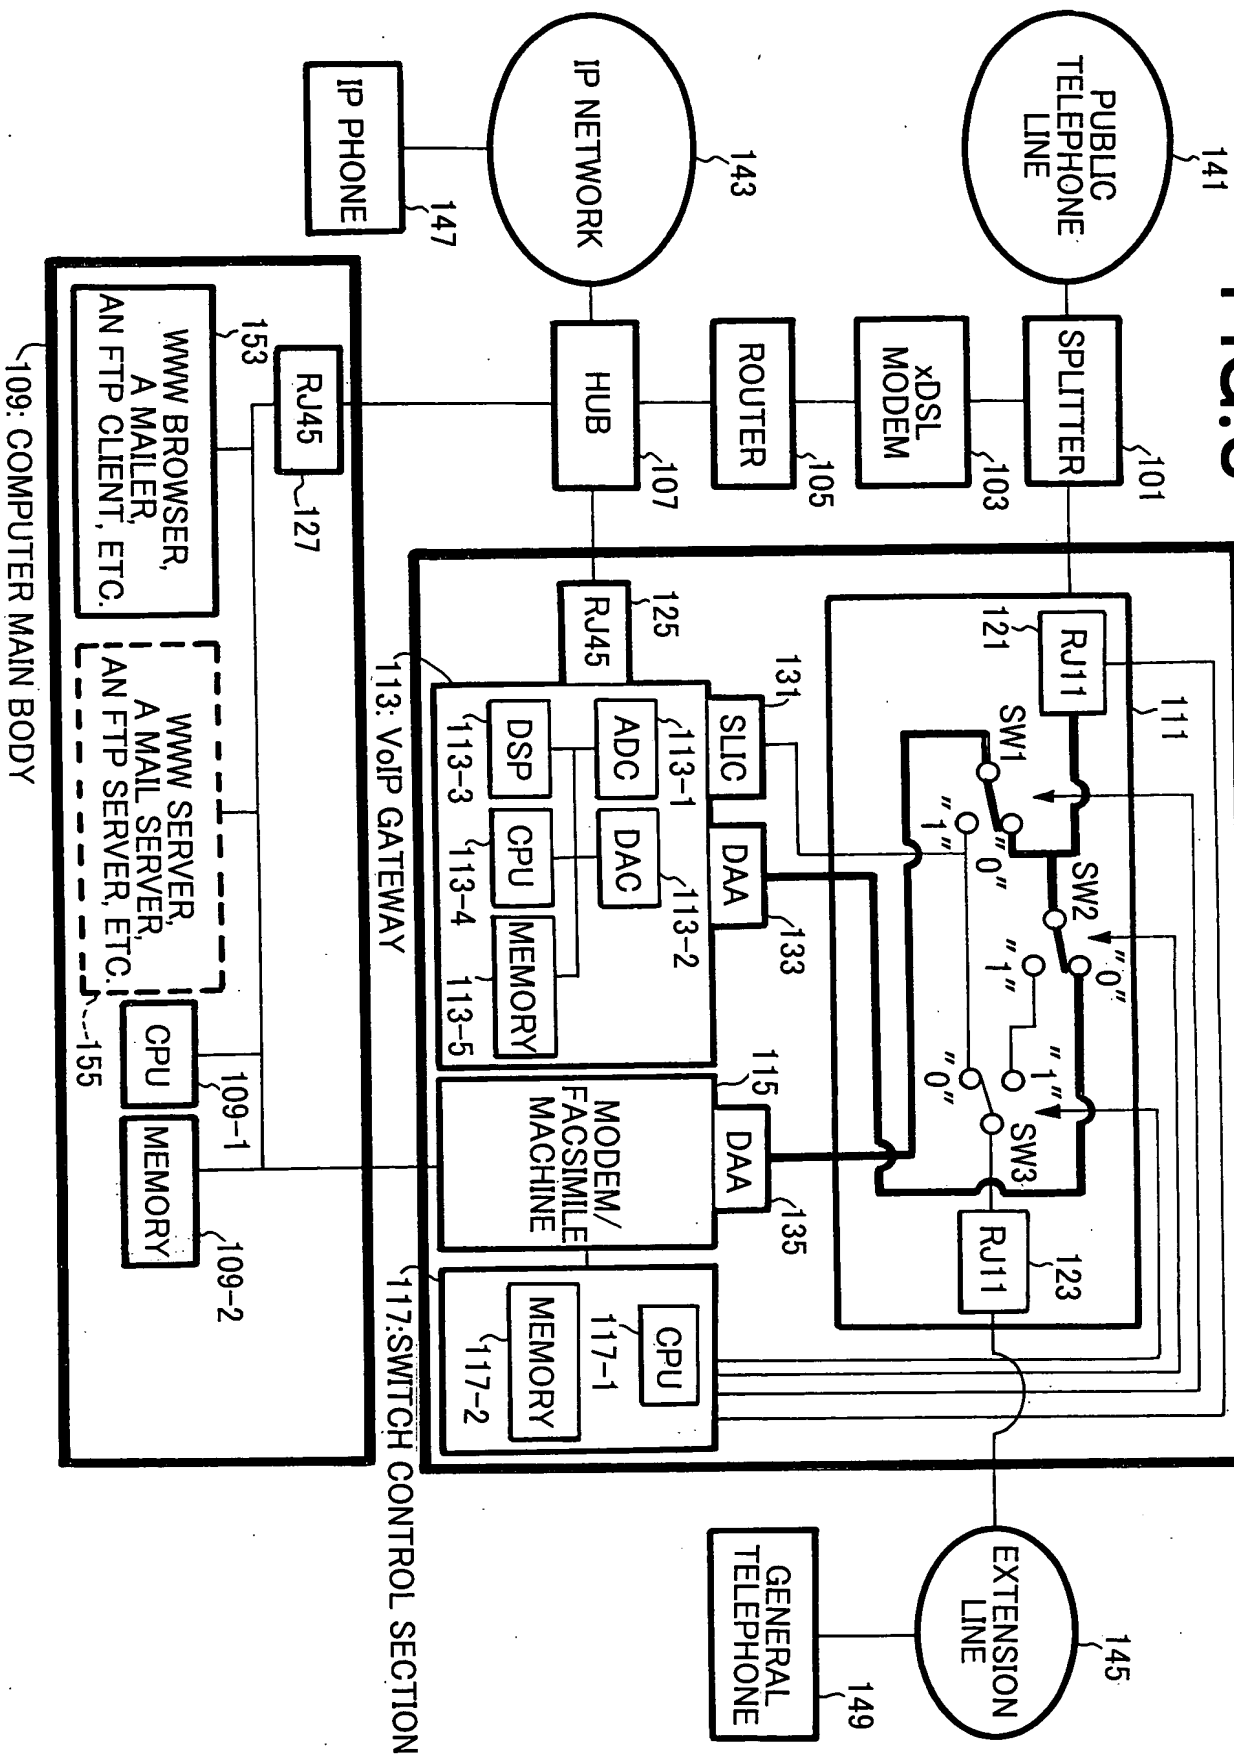 141
PUBLIC
TELEPHONE
LINE
SPLITTER
101
xDSL
MODEM
103
ROUTER
105
HUB
107
143
IP NETWORK
IP PHONE
147
111
RJ11
121
SW1
"0"
"1"
SW2
"0"
"1"
"1"
"0"
SW3
RJ11
123
145
EXTENSION
LINE
GENERAL
TELEPHONE
149
131
SLIC
DAA
133
115
DAA
135
125
RJ45
ADC
113-1
DAC
113-2
DSP
113-3
CPU
113-4
MEMORY
113-5
113: VoIP GATEWAY
MODEM/
FACSIMILE
MACHINE
CPU
117-1
MEMORY
117-2
117:SWITCH CONTROL SECTION
RJ45
127
153
WWW BROWSER,
A MAILER,
AN FTP CLIENT, ETC.
WWW SERVER,
A MAIL SERVER,
AN FTP SERVER, ETC.
155
CPU
109-1
MEMORY
109-2
109: COMPUTER MAIN BODY